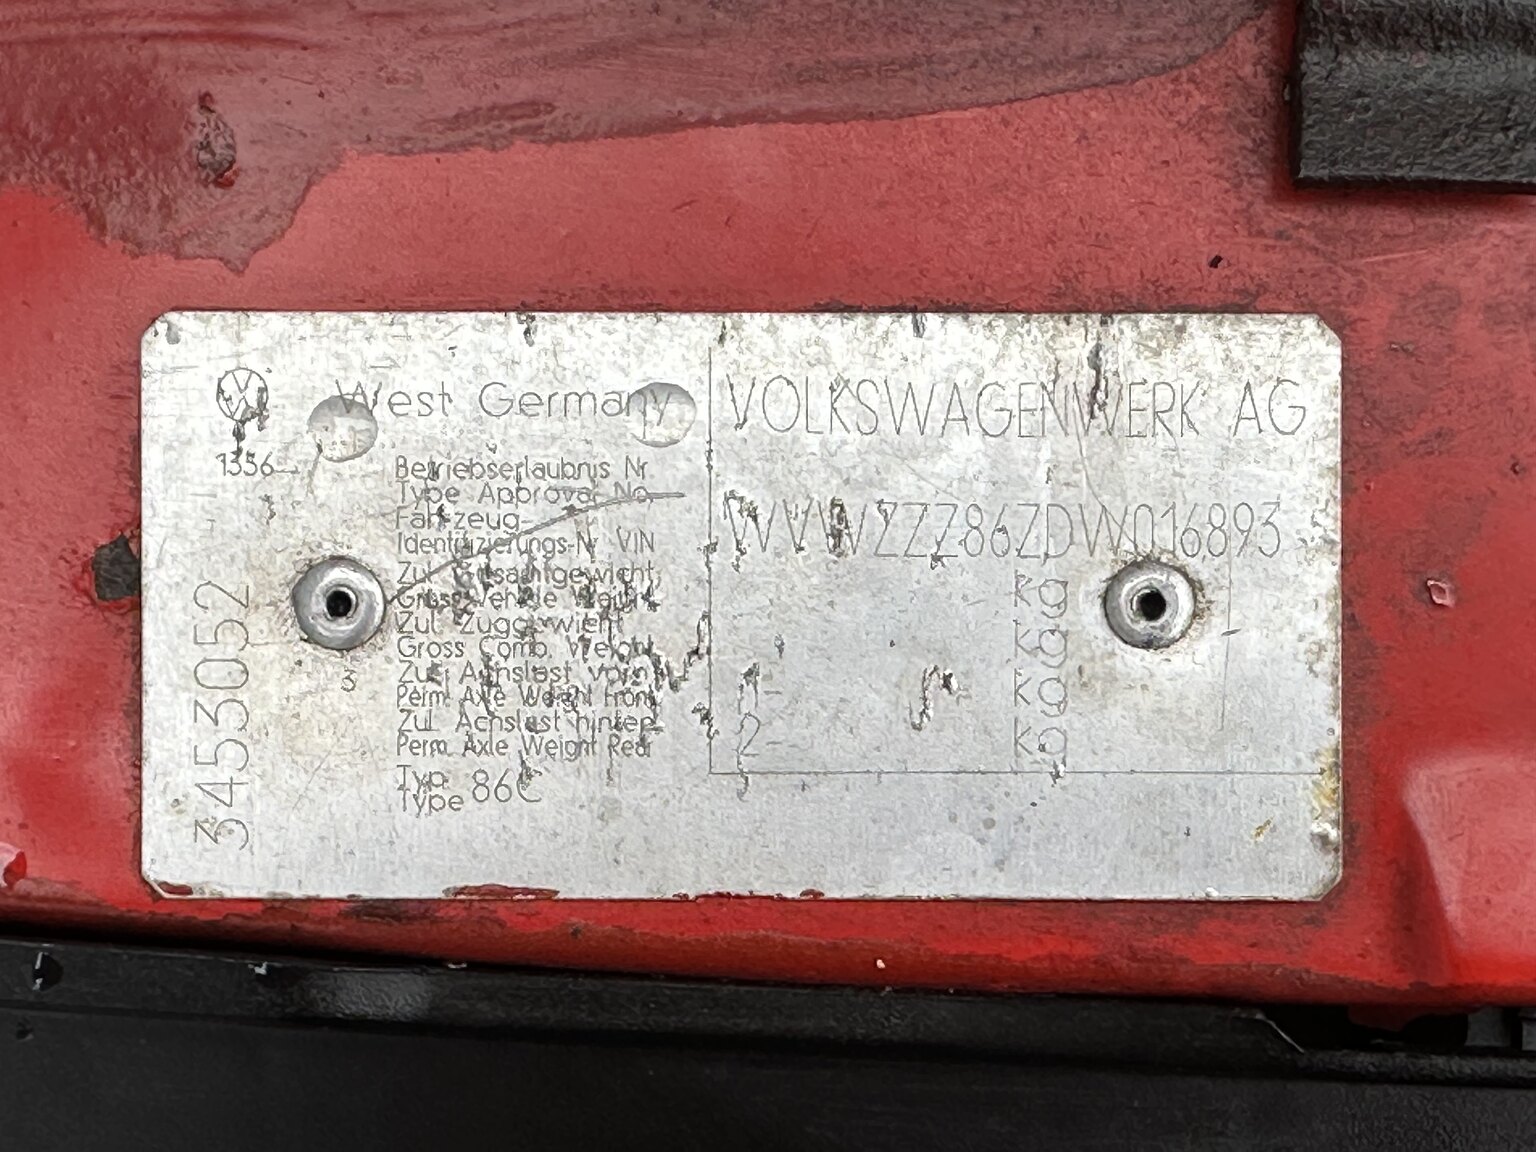 West Germany
VOLKSWAGENWERK AG
1356
Betriebserlaubnis Nr
Type Approval No
Fahrzeug-
Identifizierungs-Nr VIN
WVWZZZ86ZDW016893
Zul. Gesamtgewicht
Gross Vehicle Weight
kg
Zul. Zuggewicht
Gross Comb. Weight
kg
Zul. Achslast vorn
Perm. Axle Weight Front
1-
kg
Zul. Achslast hinten
Perm. Axle Weight Rear
2-
kg
Typ
Type 86C
3
3453052